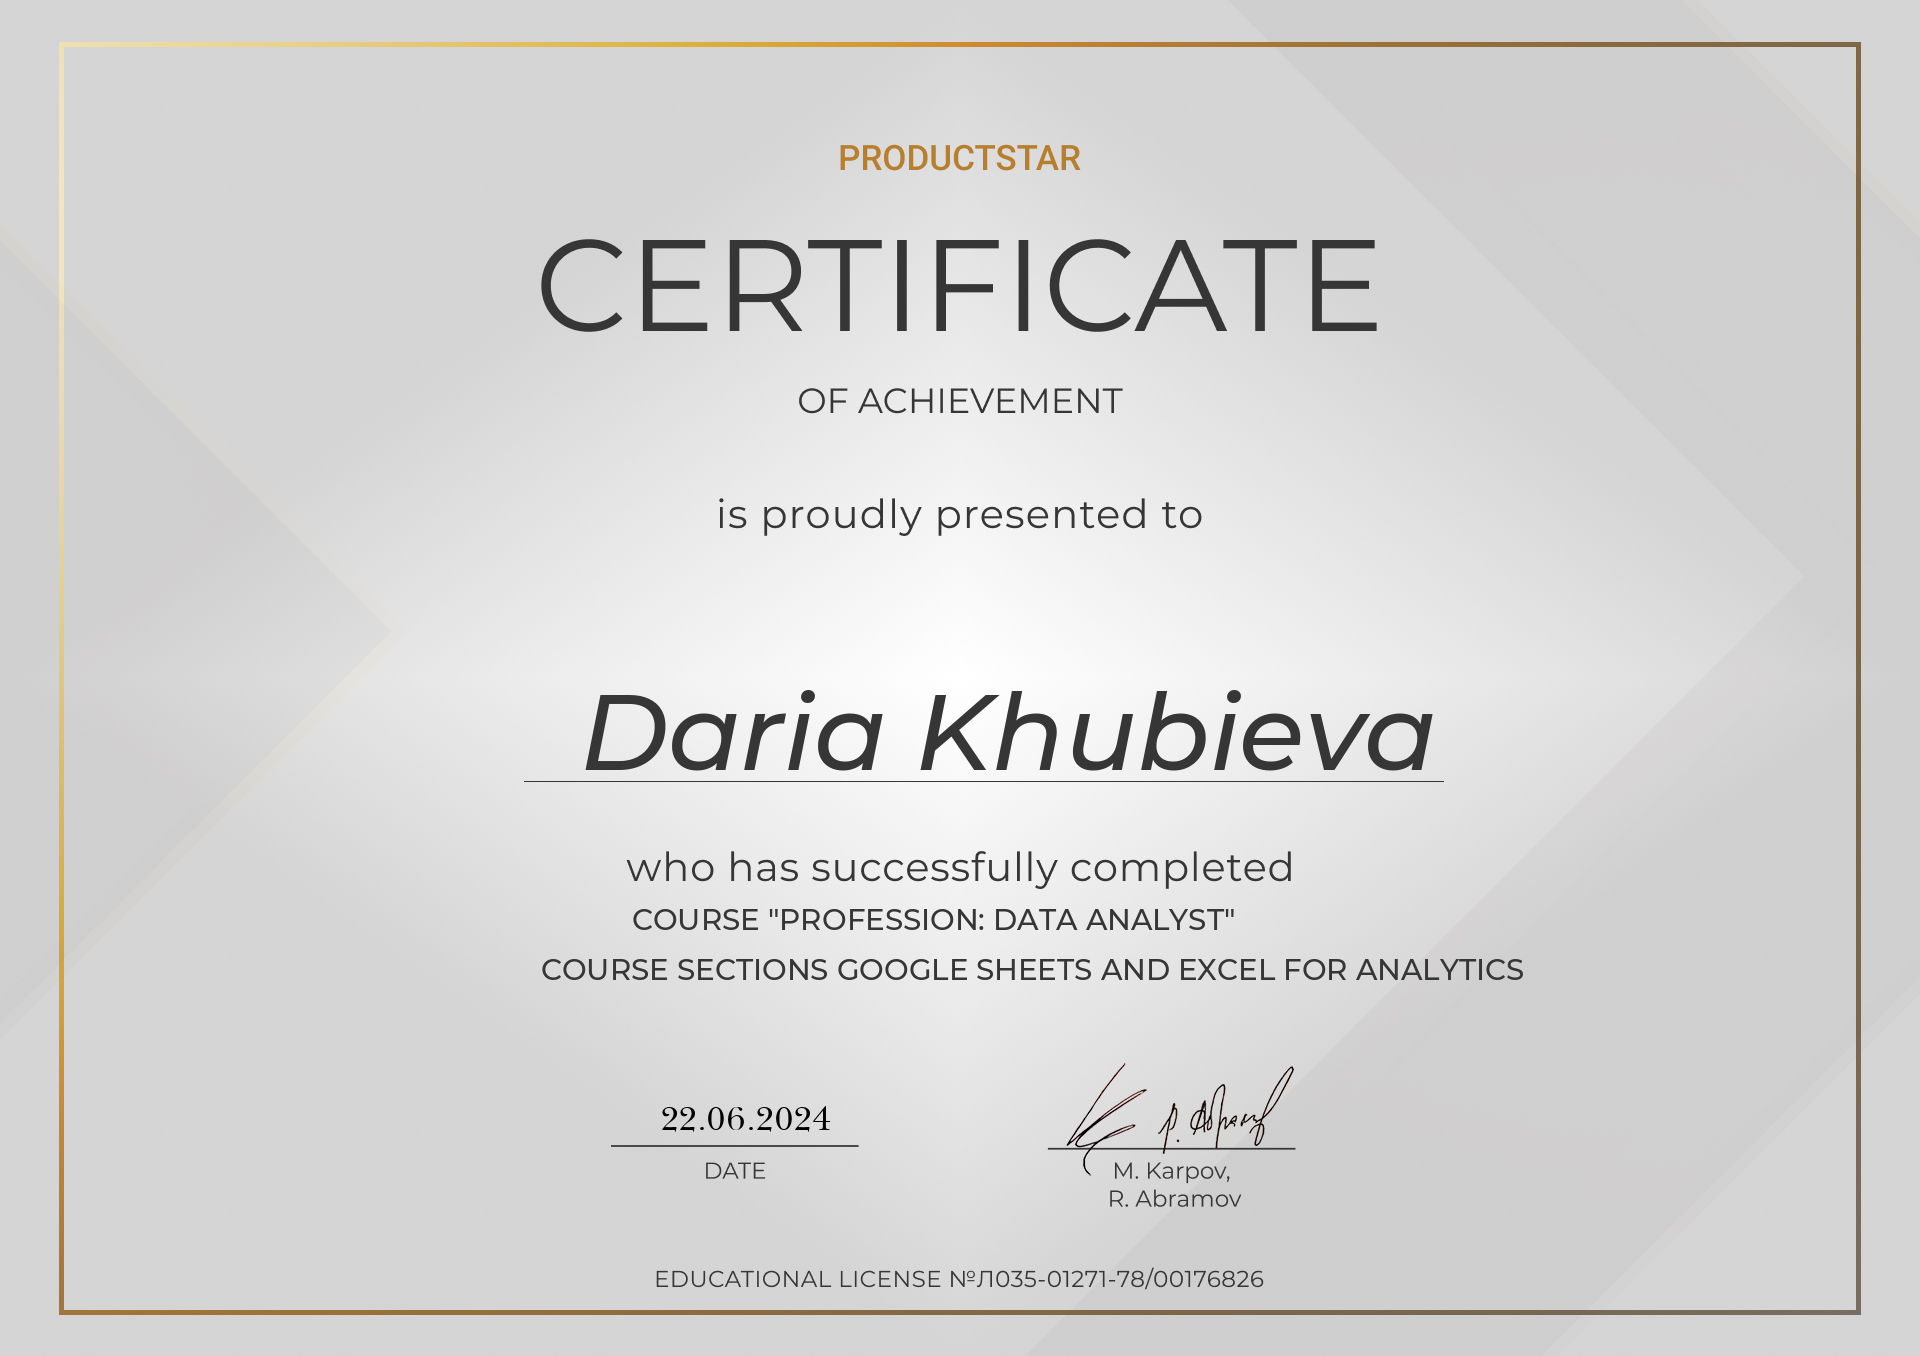 PRODUCTSTAR
CERTIFICATE
OF ACHIEVEMENT
is proudly presented to
Daria Khubieva
who has successfully completed
COURSE "PROFESSION: DATA ANALYST"
COURSE SECTIONS GOOGLE SHEETS AND EXCEL FOR ANALYTICS
22.06.2024
DATE
M. Karpov,
R. Abramov
EDUCATIONAL LICENSE №Л035-01271-78/00176826